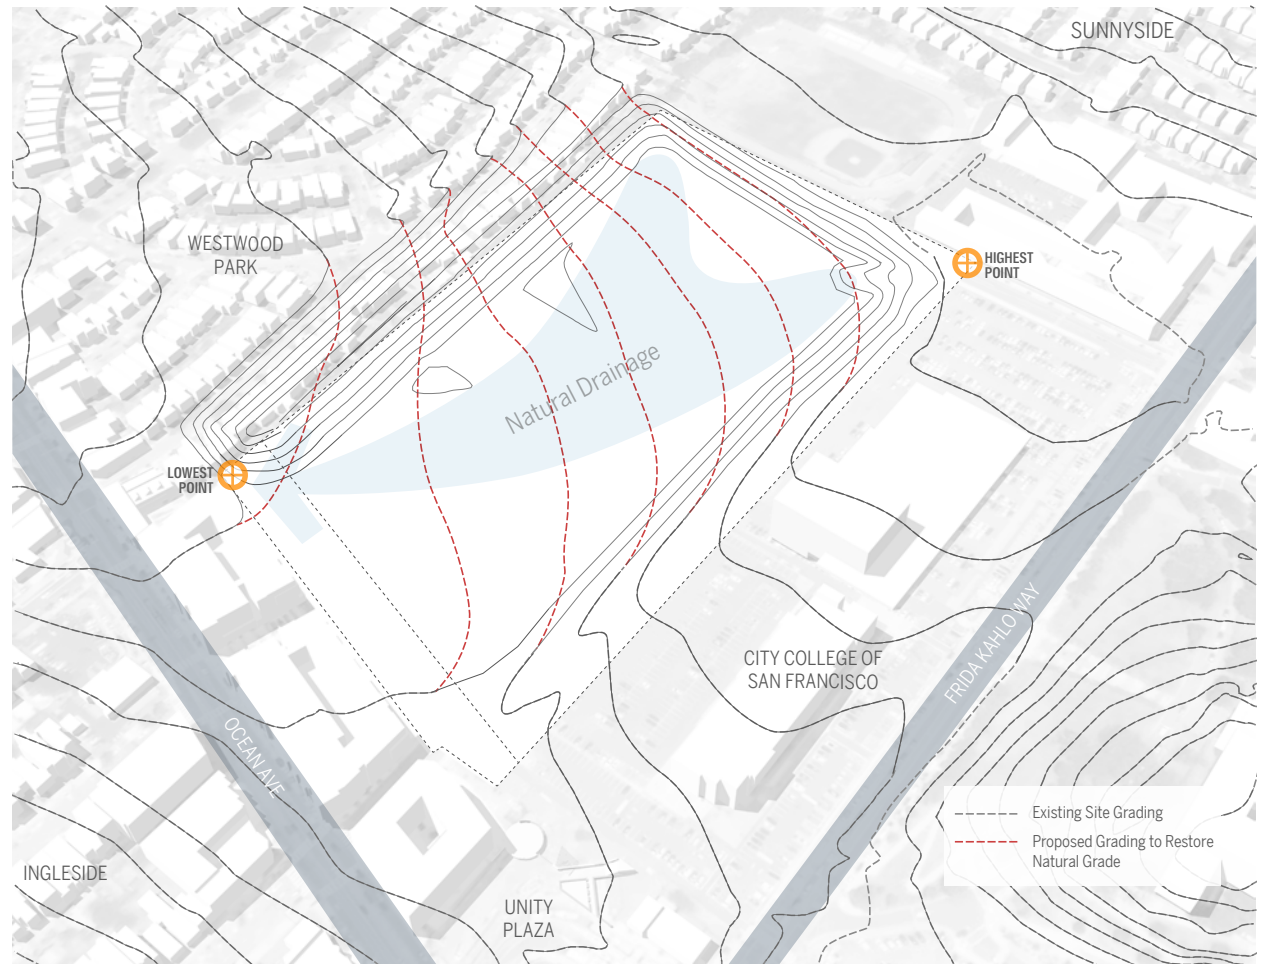 SUNNYSIDE
WESTWOOD
PARK
HIGHEST
POINT
Natural Drainage
LOWEST
POINT
CITY COLLEGE OF
SAN FRANCISCO
FRIDA KAHLO WAY
OCEAN AVE
Existing Site Grading
Proposed Grading to Restore
Natural Grade
INGLESIDE
UNITY
PLAZA